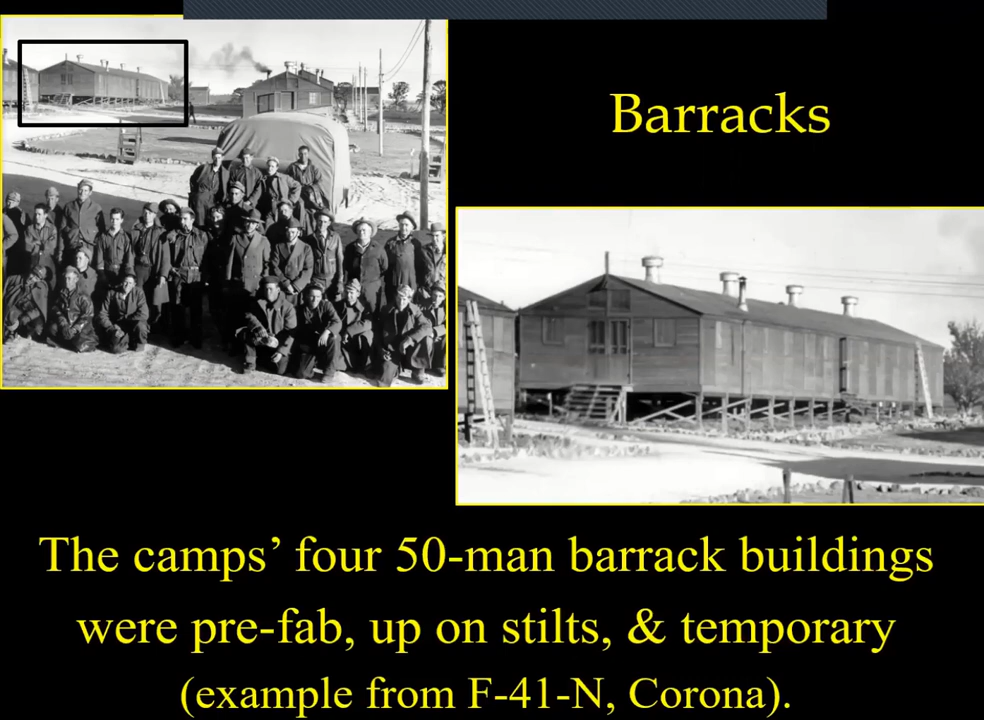 Barracks
The camps’ four 50-man barrack buildings
were pre-fab, up on stilts, & temporary
(example from F-41-N, Corona).